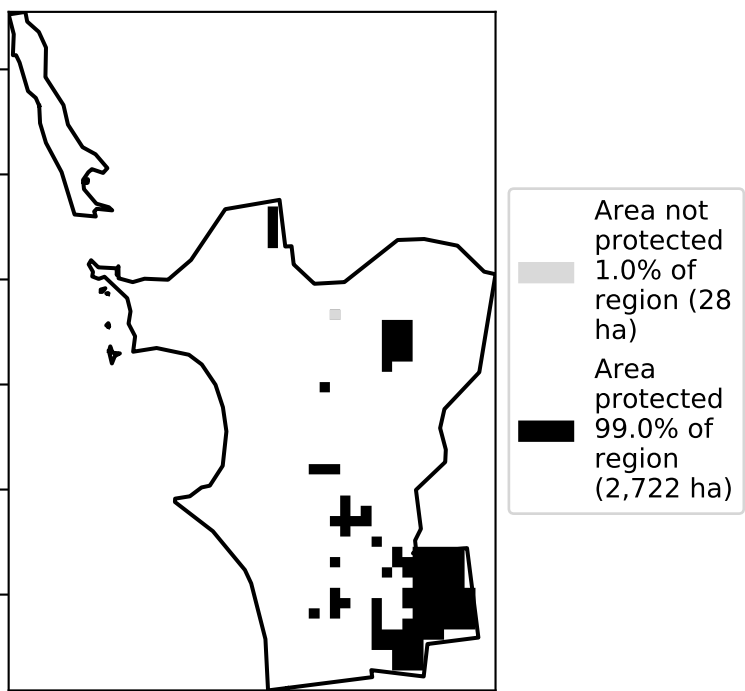 Area not
protected
1.0% of
region (28
ha)
Area
protected
99.0% of
region
(2,722 ha)